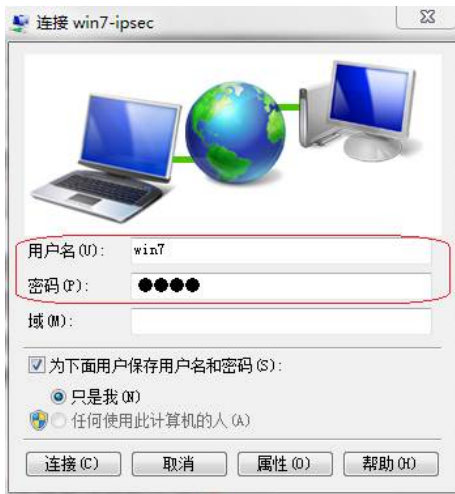 连接 win7-ipsec
用户名(U):
win7
密码(P):
●●●●
域(M):
为下面用户保存用户名和密码(S):
只是我(N)
任何使用此计算机的人(A)
连接(C) 取消 属性(O) 帮助(H)